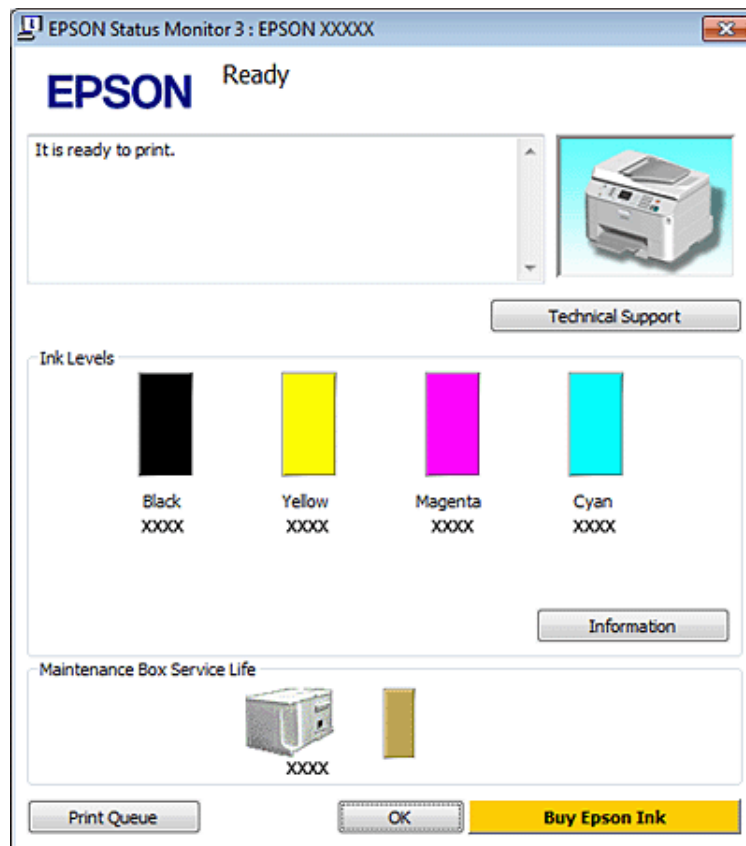 EPSON Status Monitor 3 : EPSON XXXXX
EPSON
Ready
It is ready to print.
Technical Support
Ink Levels
Black Yellow Magenta Cyan
XXXX XXXX XXXX XXXX
Information
Maintenance Box Service Life
XXXX
Print Queue OK Buy Epson Ink